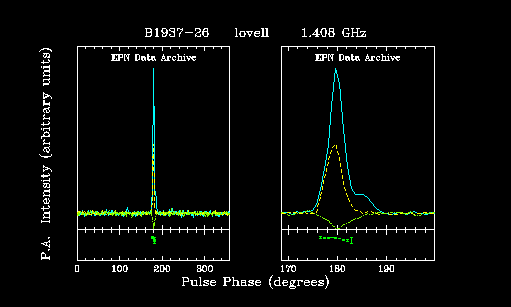 B1937-26 lovell 1.408 GHz
EPN Data Archive EPN Data Archive
P.A. Intensity (arbitrary units)
0 100 200 300 170 180 190
Pulse Phase (degrees)